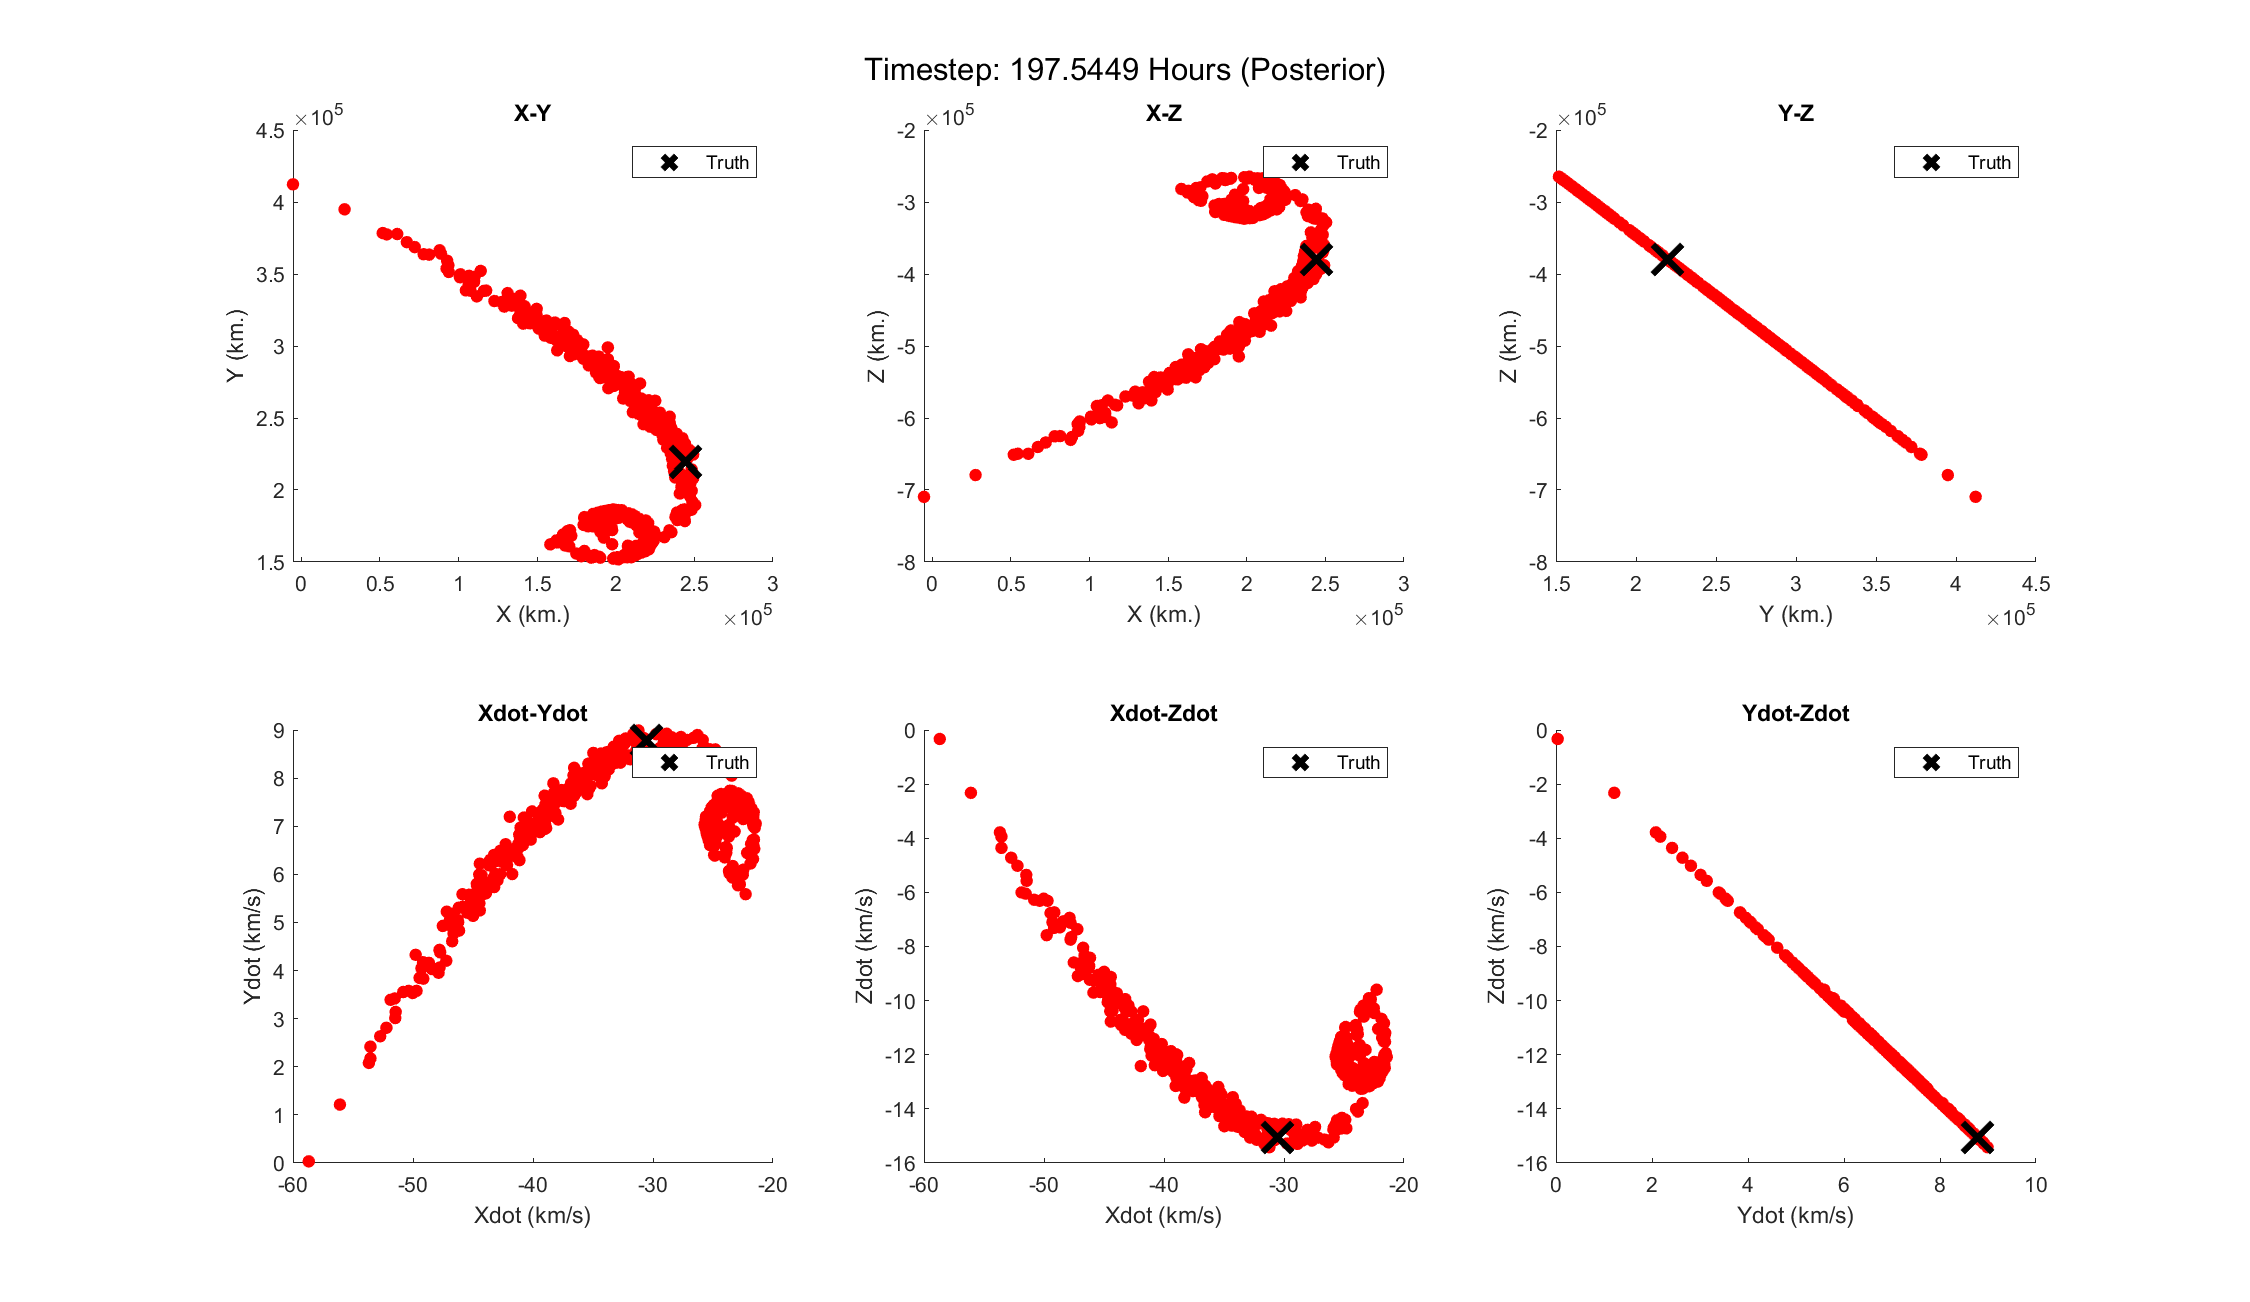 Timestep: 197.5449 Hours (Posterior)
X-Y
×10^5
4.5
4
3.5
3
2.5
2
1.5
Y (km.)
Truth
0 0.5 1 1.5 2 2.5 3
X (km.)
×10^5
X-Z
×10^5
-2
-3
-4
-5
-6
-7
-8
Z (km.)
Truth
0 0.5 1 1.5 2 2.5 3
X (km.)
×10^5
Y-Z
×10^5
-2
-3
-4
-5
-6
-7
-8
Z (km.)
Truth
1.5 2 2.5 3 3.5 4 4.5
Y (km.)
×10^5
Xdot-Ydot
9
8
7
6
5
4
3
2
1
0
Ydot (km/s)
Truth
-60 -50 -40 -30 -20
Xdot (km/s)
Xdot-Zdot
0
-2
-4
-6
-8
-10
-12
-14
-16
Zdot (km/s)
Truth
-60 -50 -40 -30 -20
Xdot (km/s)
Ydot-Zdot
0
-2
-4
-6
-8
-10
-12
-14
-16
Zdot (km/s)
Truth
0 2 4 6 8 10
Ydot (km/s)